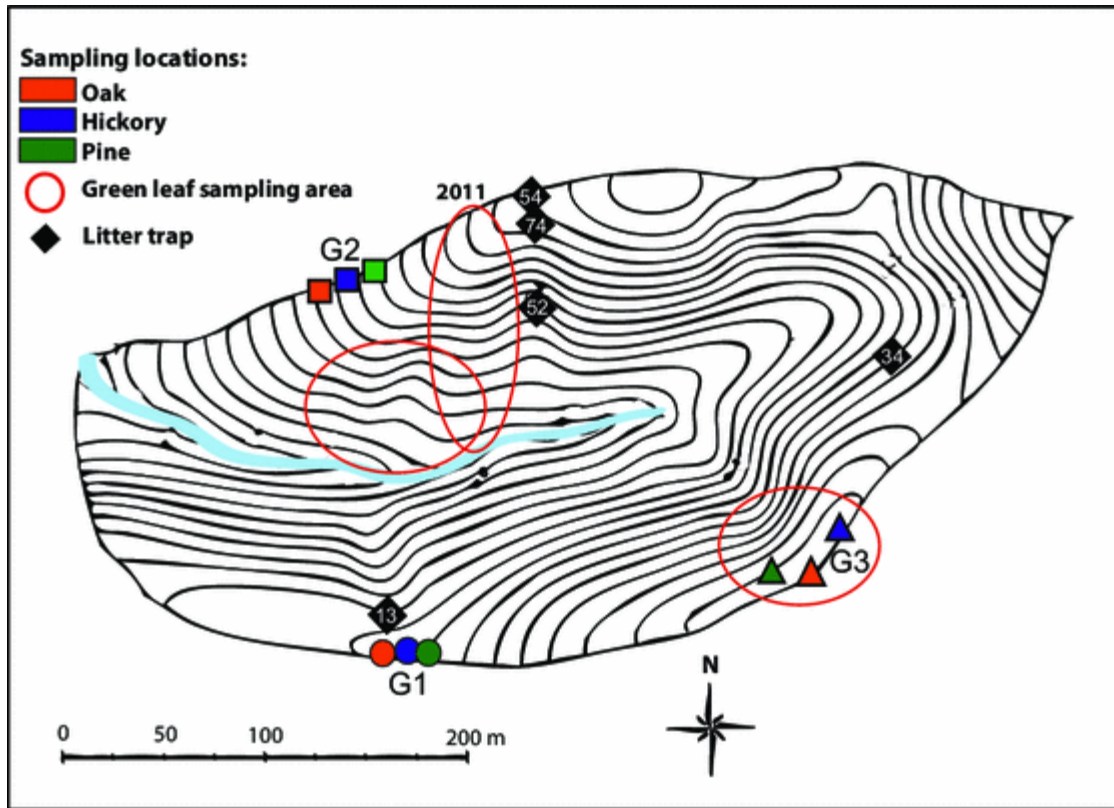 Sampling locations:
Oak
Hickory
Pine
Green leaf sampling area
Litter trap
2011
54
74
G2
52
34
G3
13
G1
N
0 50 100 200 m